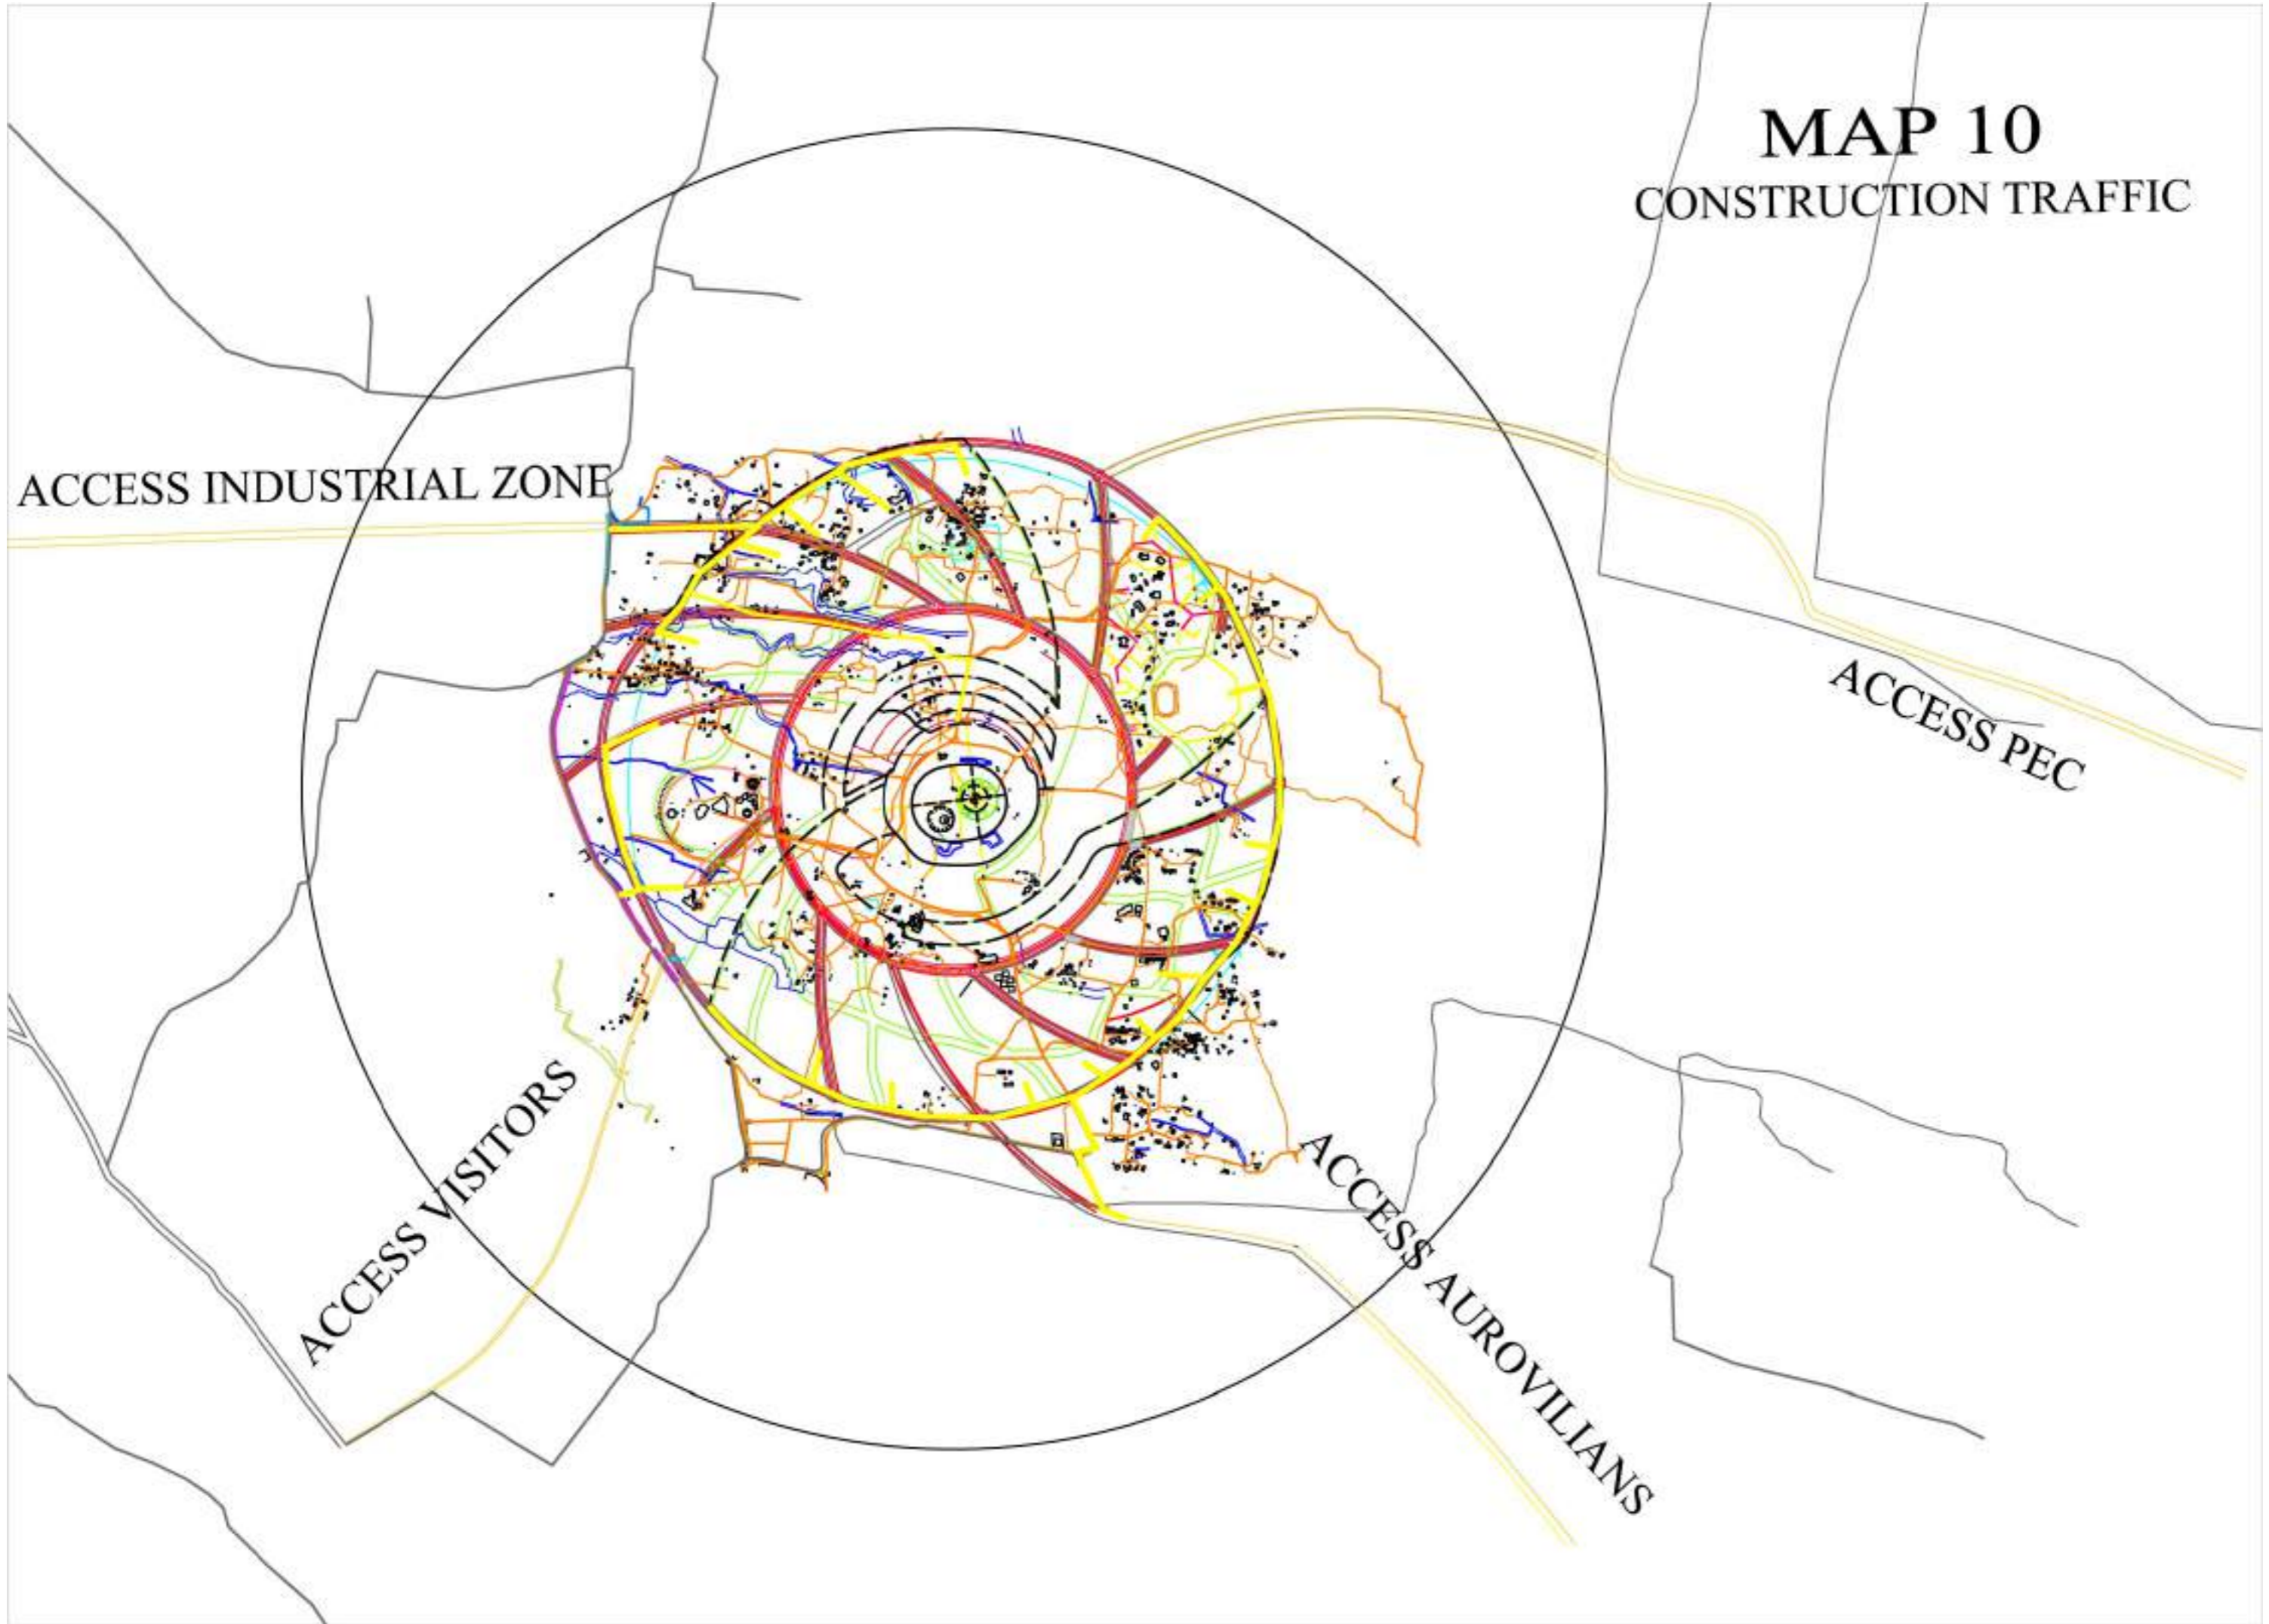 MAP 10
CONSTRUCTION TRAFFIC
ACCESS INDUSTRIAL ZONE
ACCESS PEC
ACCESS VISITORS
ACCESS AUROVILIANS